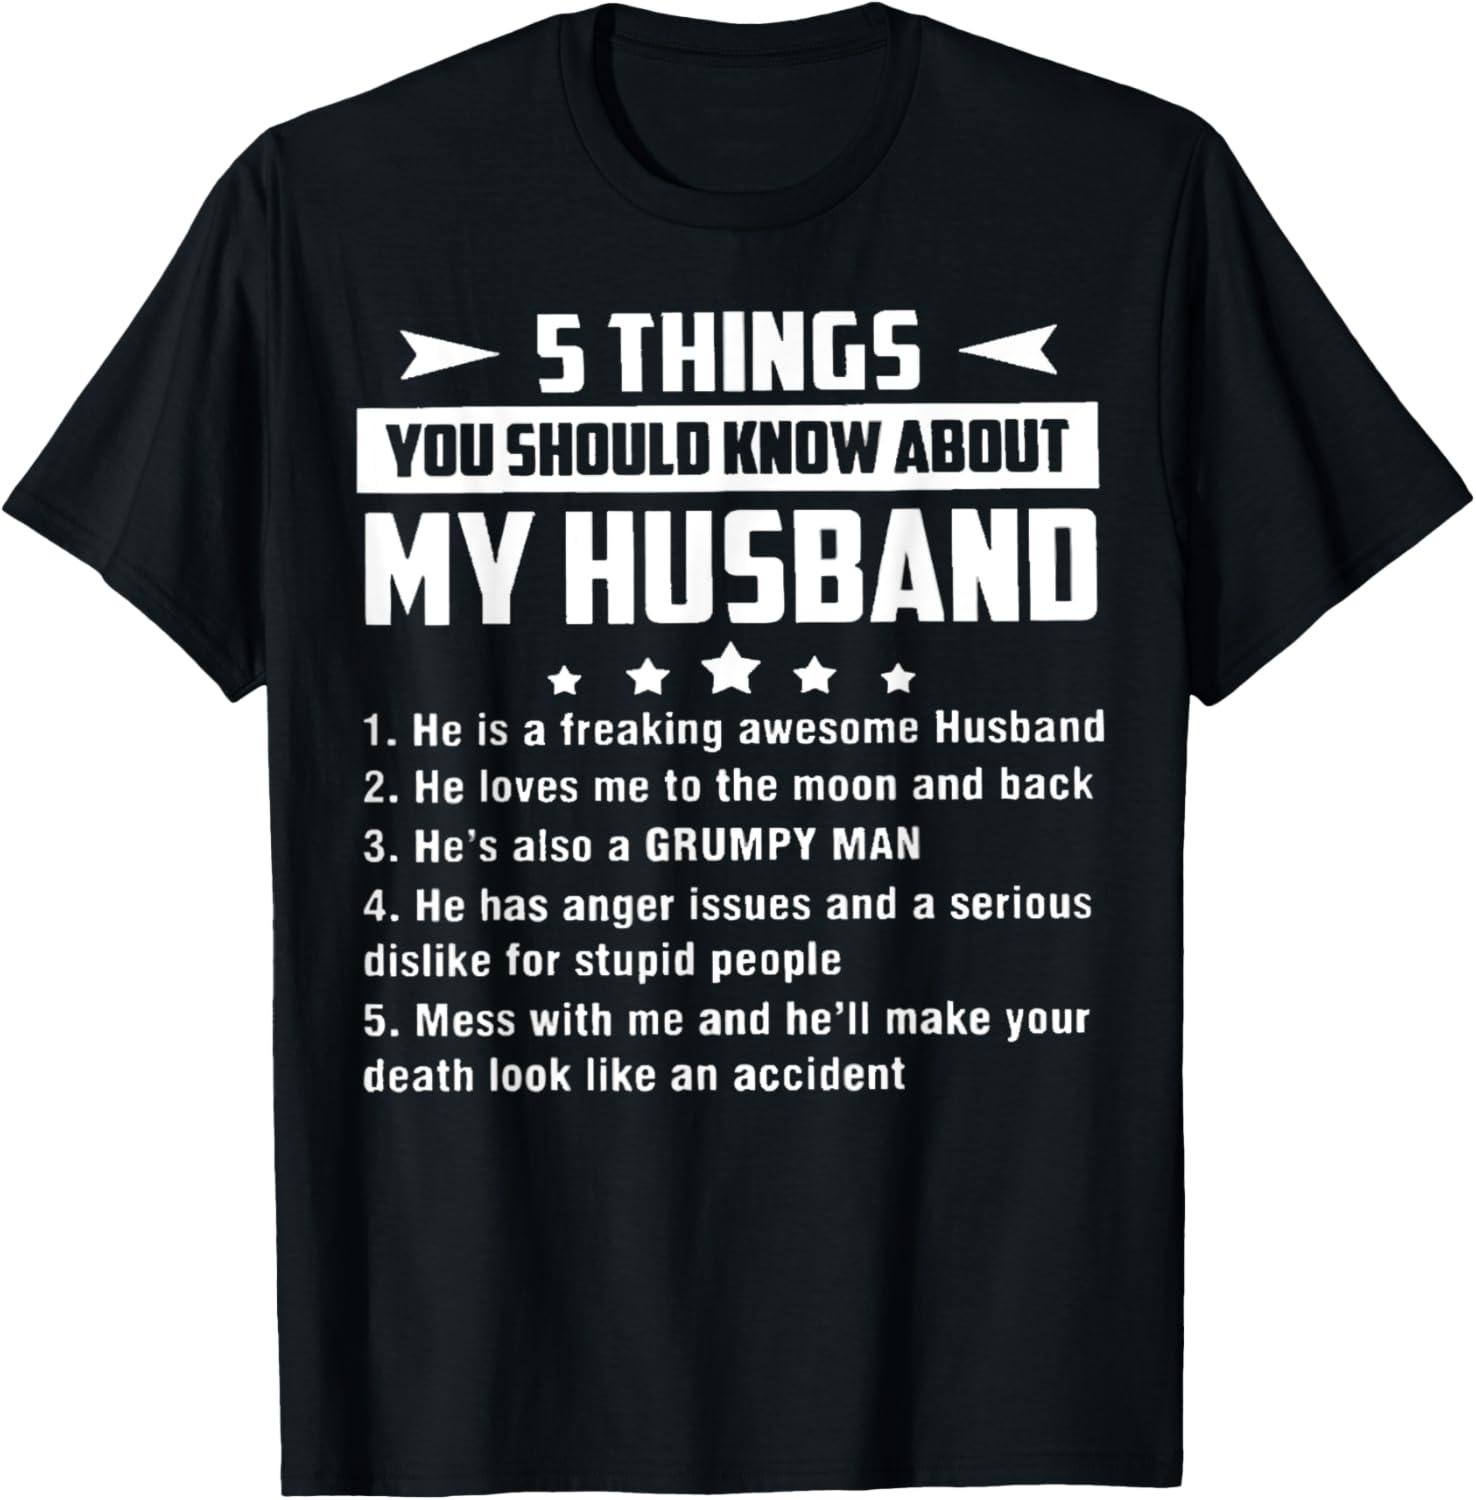 5 THINGS
YOU SHOULD KNOW ABOUT
MY HUSBAND
1. He is a freaking awesome Husband
2. He loves me to the moon and back
3. He's also a GRUMPY MAN
4. He has anger issues and a serious
dislike for stupid people
5. Mess with me and he'll make your
death look like an accident